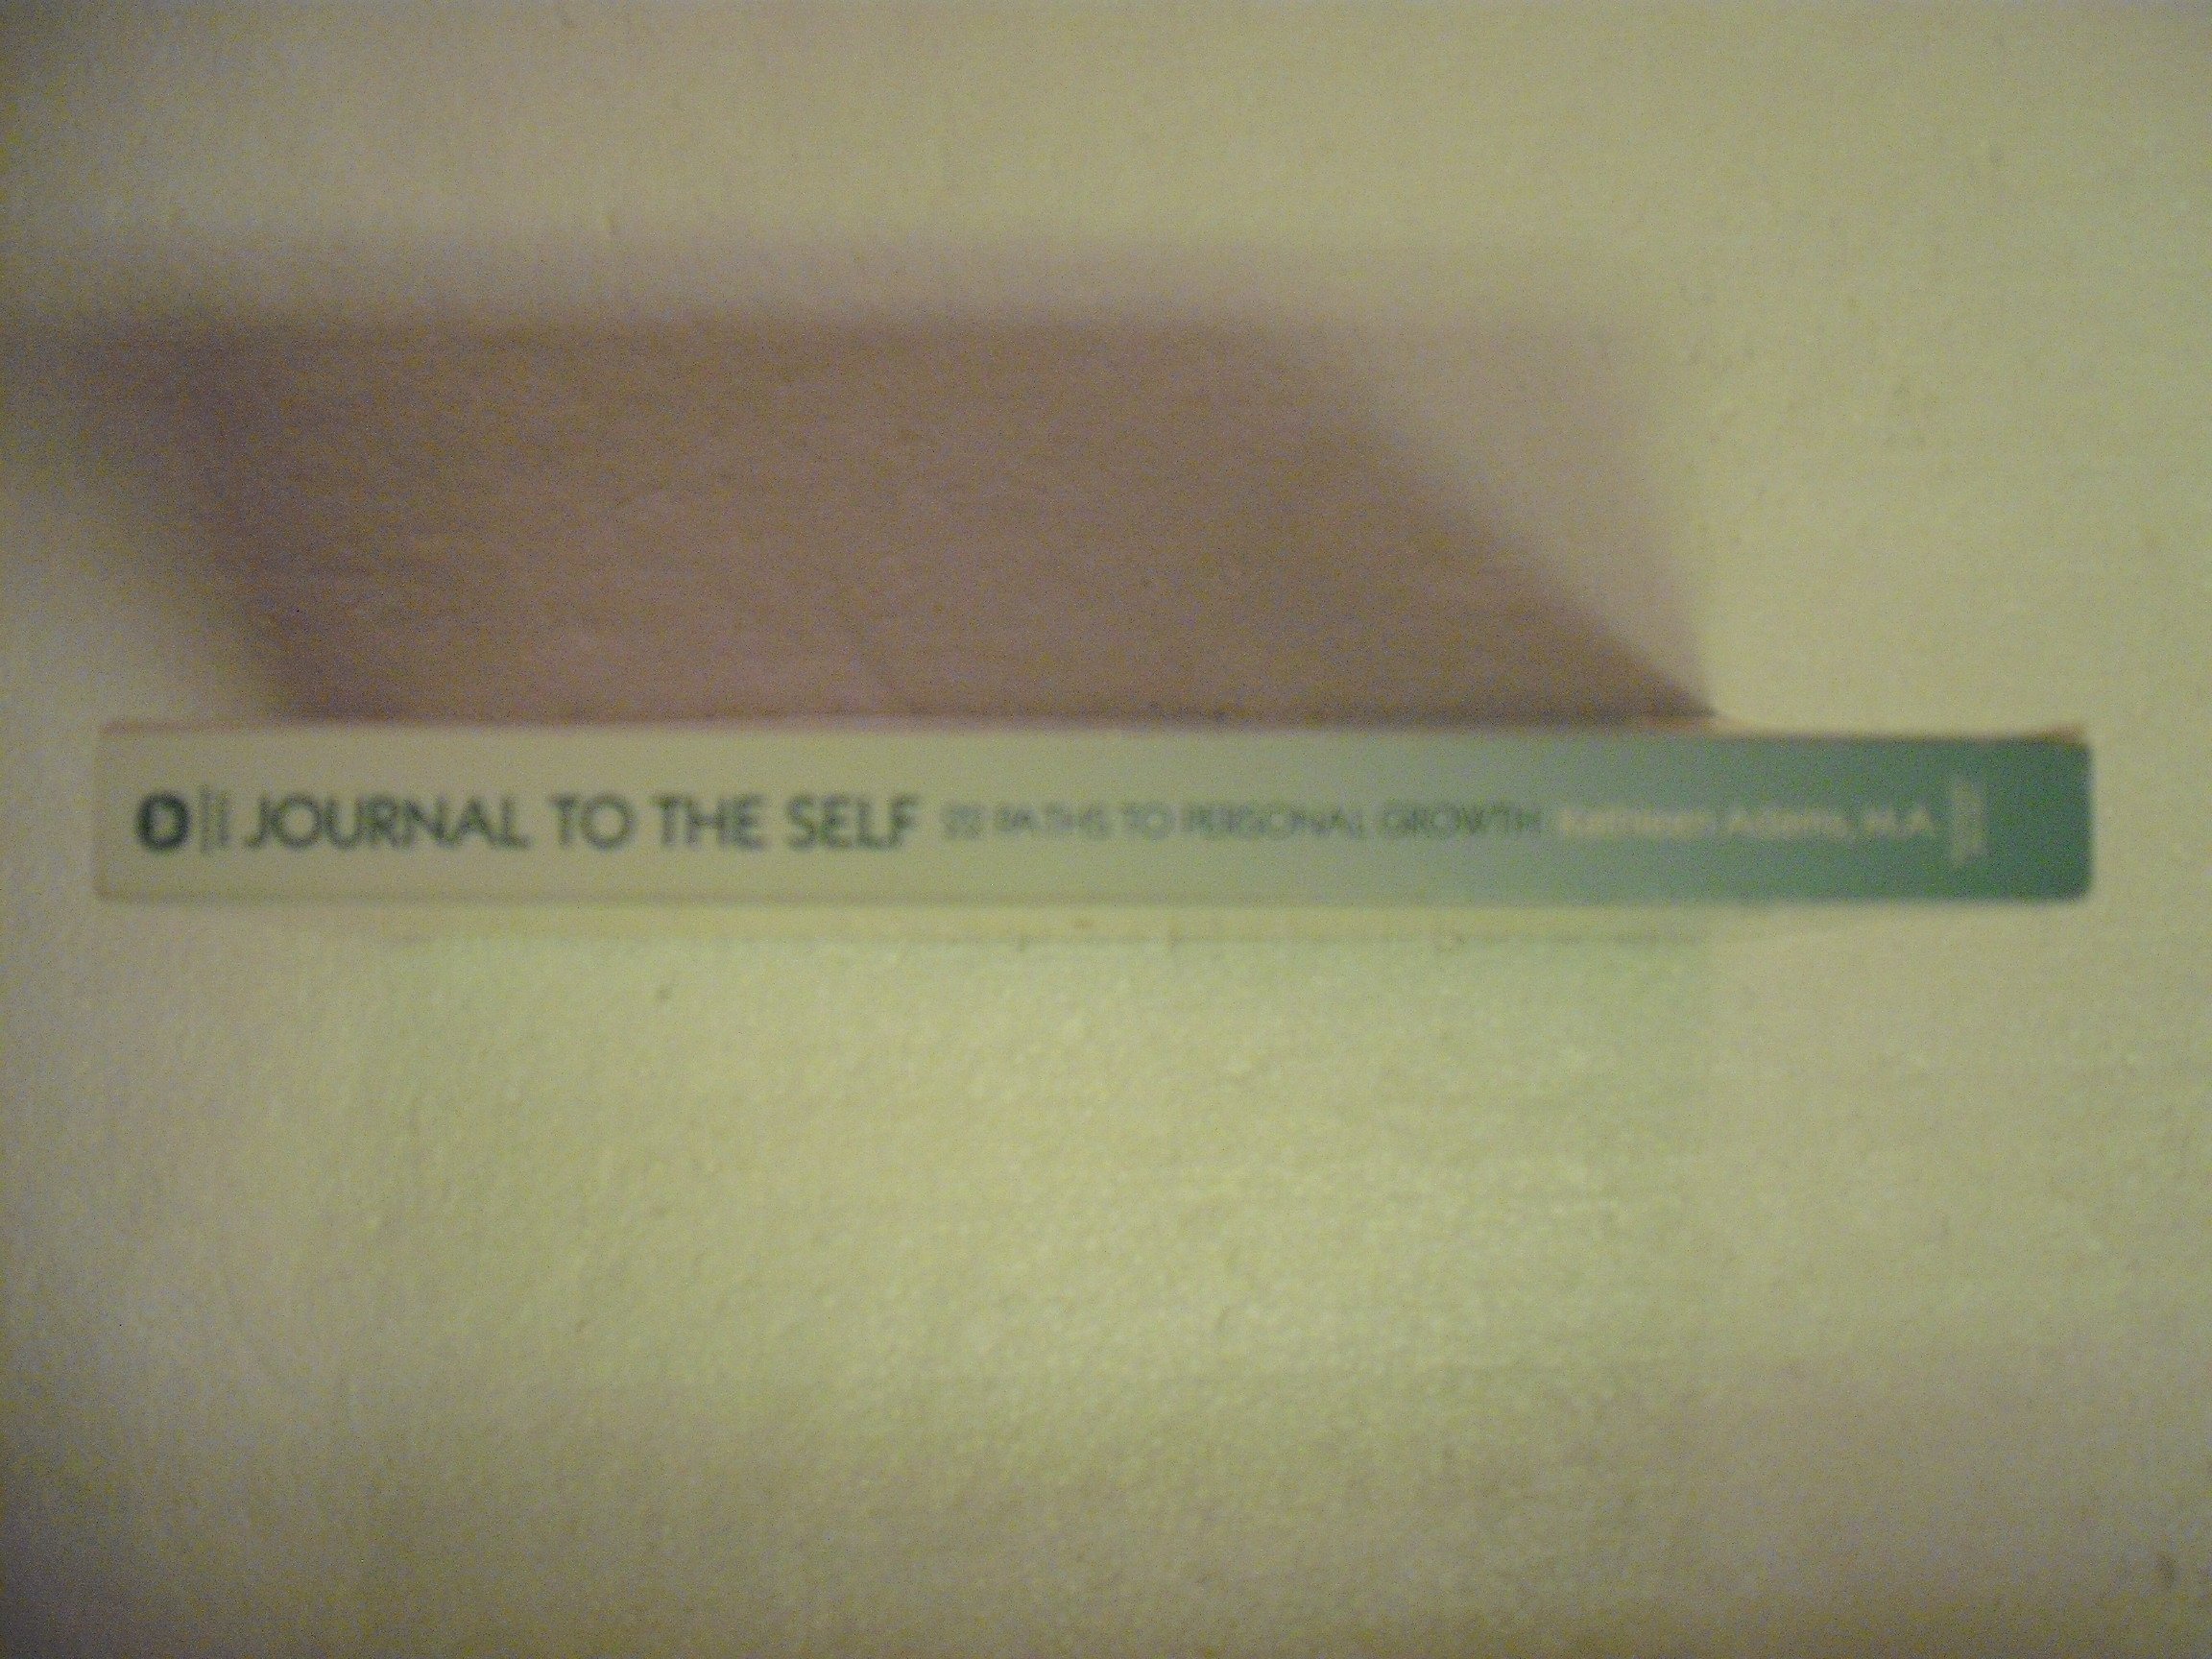 JOURNAL TO THE SELF 22 PATHS TO PERSONAL GROWTH Kathleen Adams, M.A.